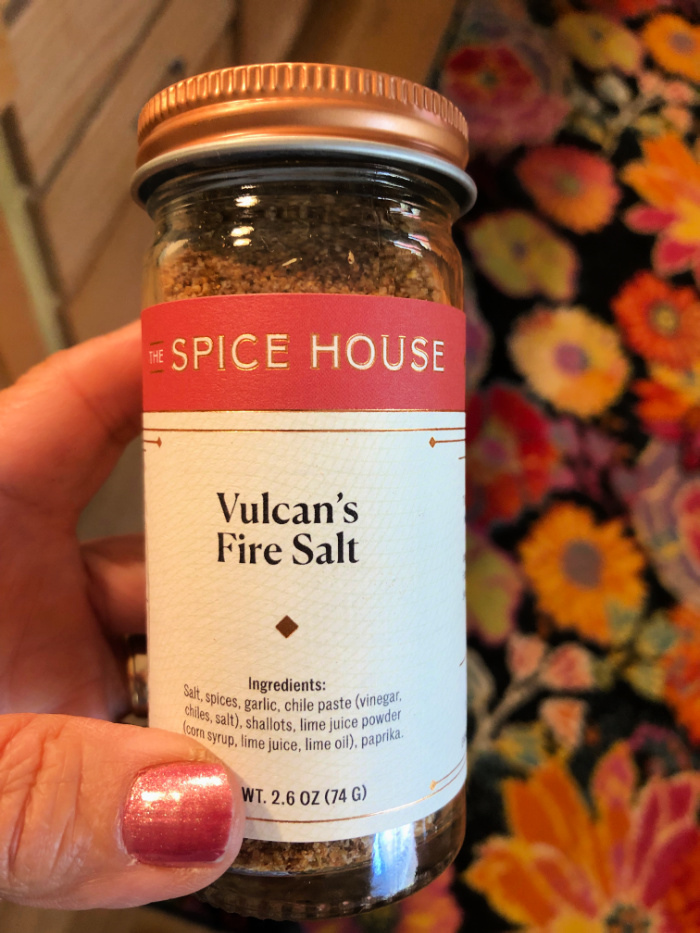 THE SPICE HOUSE
Vulcan's
Fire Salt
Ingredients:
Salt, spices, garlic, chile paste (vinegar,
chiles, salt), shallots, lime juice powder
(corn syrup, lime juice, lime oil), paprika.
WT. 2.6 OZ (74 G)